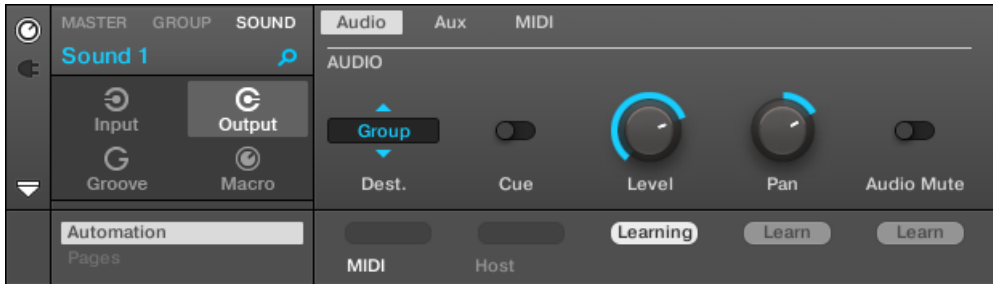 MASTER GROUP SOUND
Audio Aux MIDI
Sound 1
AUDIO
Input Output
Group
Groove Macro
Dest. Cue Level Pan Audio Mute
Automation
Learning Learn Learn
Pages
MIDI Host